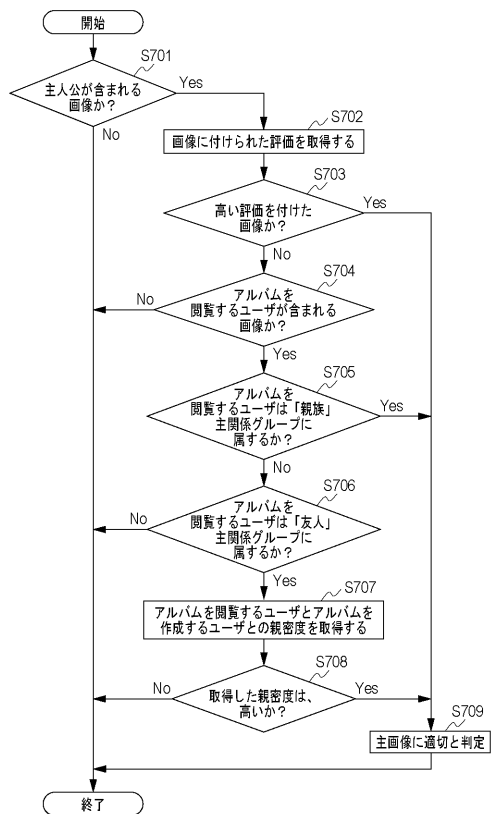 開始
S701
主人公が含まれる
画像か?
Yes
No
S702
画像に付けられた評価を取得する
S703
高い評価を付けた
画像か?
Yes
No
S704
アルバムを
閲覧するユーザが含まれる
画像か?
No
Yes
S705
アルバムを
閲覧するユーザは「親族」
主関係グループに
属するか?
Yes
No
S706
アルバムを
閲覧するユーザは「友人」
主関係グループに
属するか?
No
Yes
S707
アルバムを閲覧するユーザとアルバムを
作成するユーザとの親密度を取得する
S708
取得した親密度は、
高いか?
No
Yes
S709
主画像に適切と判定
終了